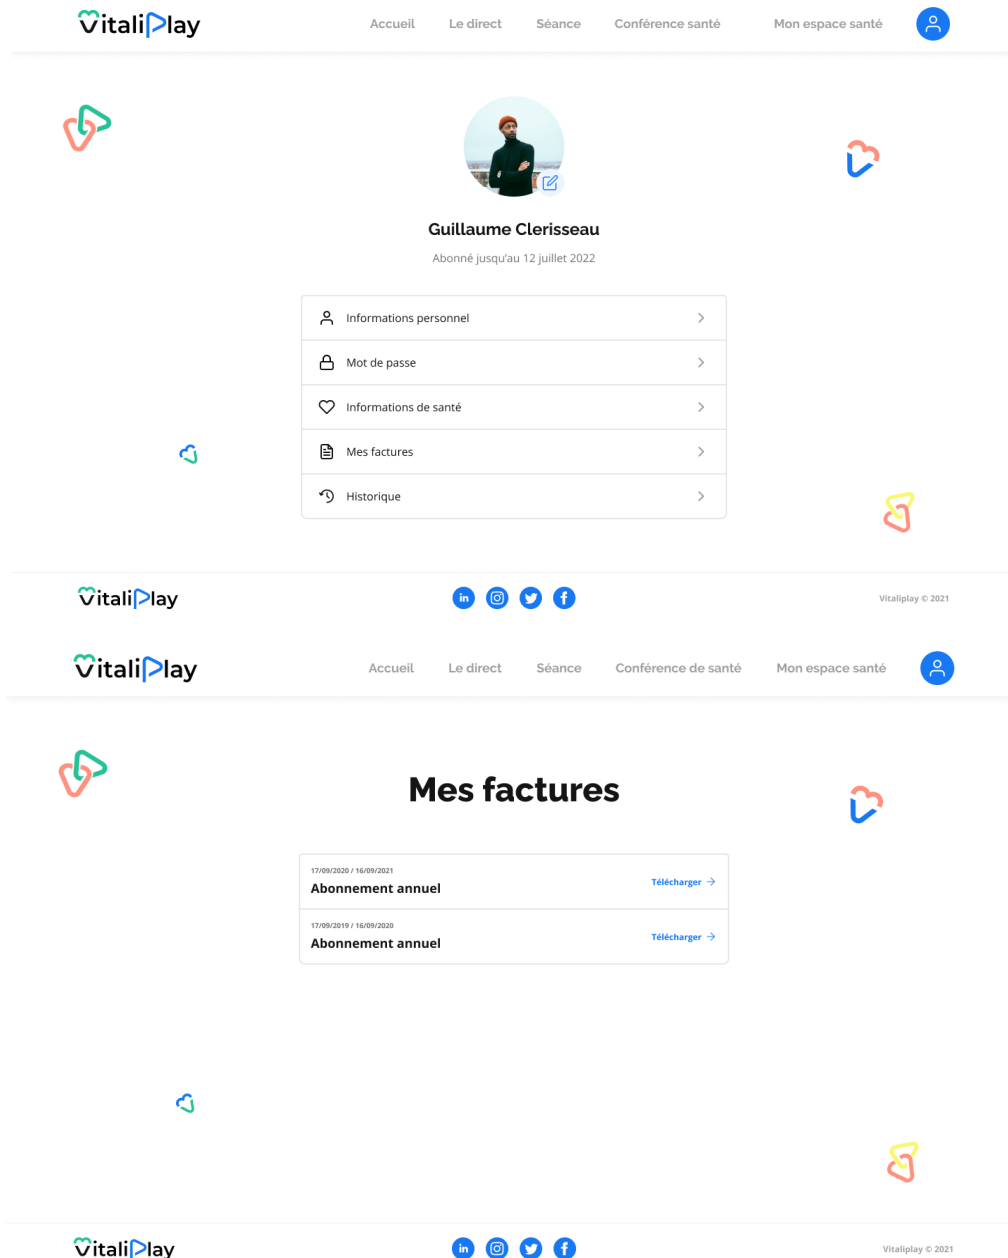 VitaliPlay
Accueil Le direct Séance Conférence santé Mon espace santé
Guillaume Clerisseau
Abonné jusqu'au 12 juillet 2022
Informations personnel
Mot de passe
Informations de santé
Mes factures
Historique
VitaliPlay
in
Vitaliplay © 2021
VitaliPlay
Accueil Le direct Séance Conférence de santé Mon espace santé
Mes factures
17/09/2020 / 16/09/2021
Abonnement annuel
Télécharger
17/09/2019 / 16/09/2020
Abonnement annuel
Télécharger
VitaliPlay
in
Vitaliplay © 2021